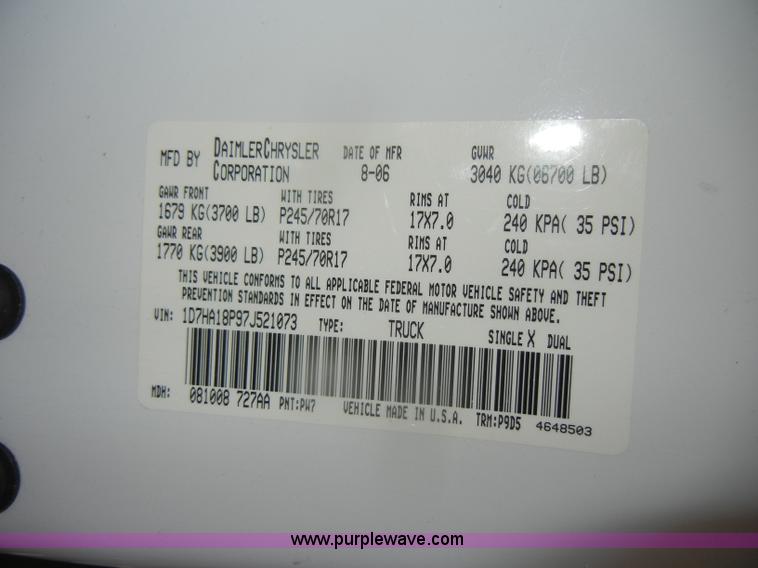 MFD BY DAIMLERCHRYSLER CORPORATION DATE OF MFR 8-06 GVWR 3040 KG(06700 LB)
GAWR FRONT WITH TIRES RIMS AT COLD
1679 KG(3700 LB) P245/70R17 17X7.0 240 KPA( 35 PSI)
GAWR REAR WITH TIRES RIMS AT COLD
1770 KG(3900 LB) P245/70R17 17X7.0 240 KPA( 35 PSI)
THIS VEHICLE CONFORMS TO ALL APPLICABLE FEDERAL MOTOR VEHICLE SAFETY AND THEFT
PREVENTION STANDARDS IN EFFECT ON THE DATE OF MANUFACTURE SHOWN ABOVE.
VIN: 1D7HA18P97J521073 TYPE: TRUCK SINGLE X DUAL
MDH: 081008 727AA PNT:PW7 VEHICLE MADE IN U.S.A. TRM:P9D5 4648503
www.purplewave.com